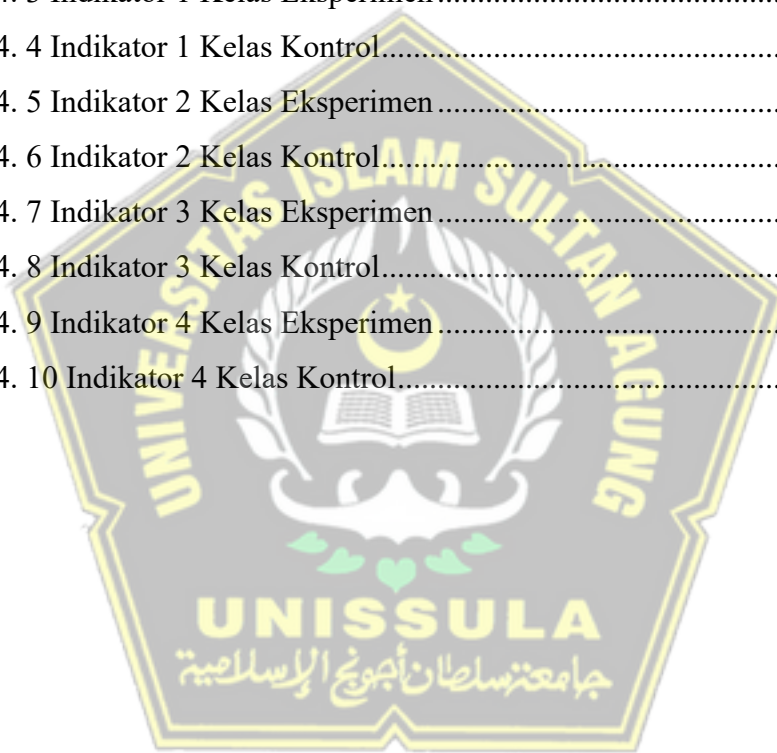 4. 3 Indikator 1 Kelas Eksperimen..........................................
4. 4 Indikator 1 Kelas Kontrol..................................................
4. 5 Indikator 2 Kelas Eksperimen..........................................
4. 6 Indikator 2 Kelas Kontrol..................................................
4. 7 Indikator 3 Kelas Eksperimen..........................................
4. 8 Indikator 3 Kelas Kontrol..................................................
4. 9 Indikator 4 Kelas Eksperimen..........................................
4. 10 Indikator 4 Kelas Kontrol................................................
UNIVERSITAS ISLAM SULTAN AGUNG
UNISSULA
جامعة سلطان أجونج الإسلامية